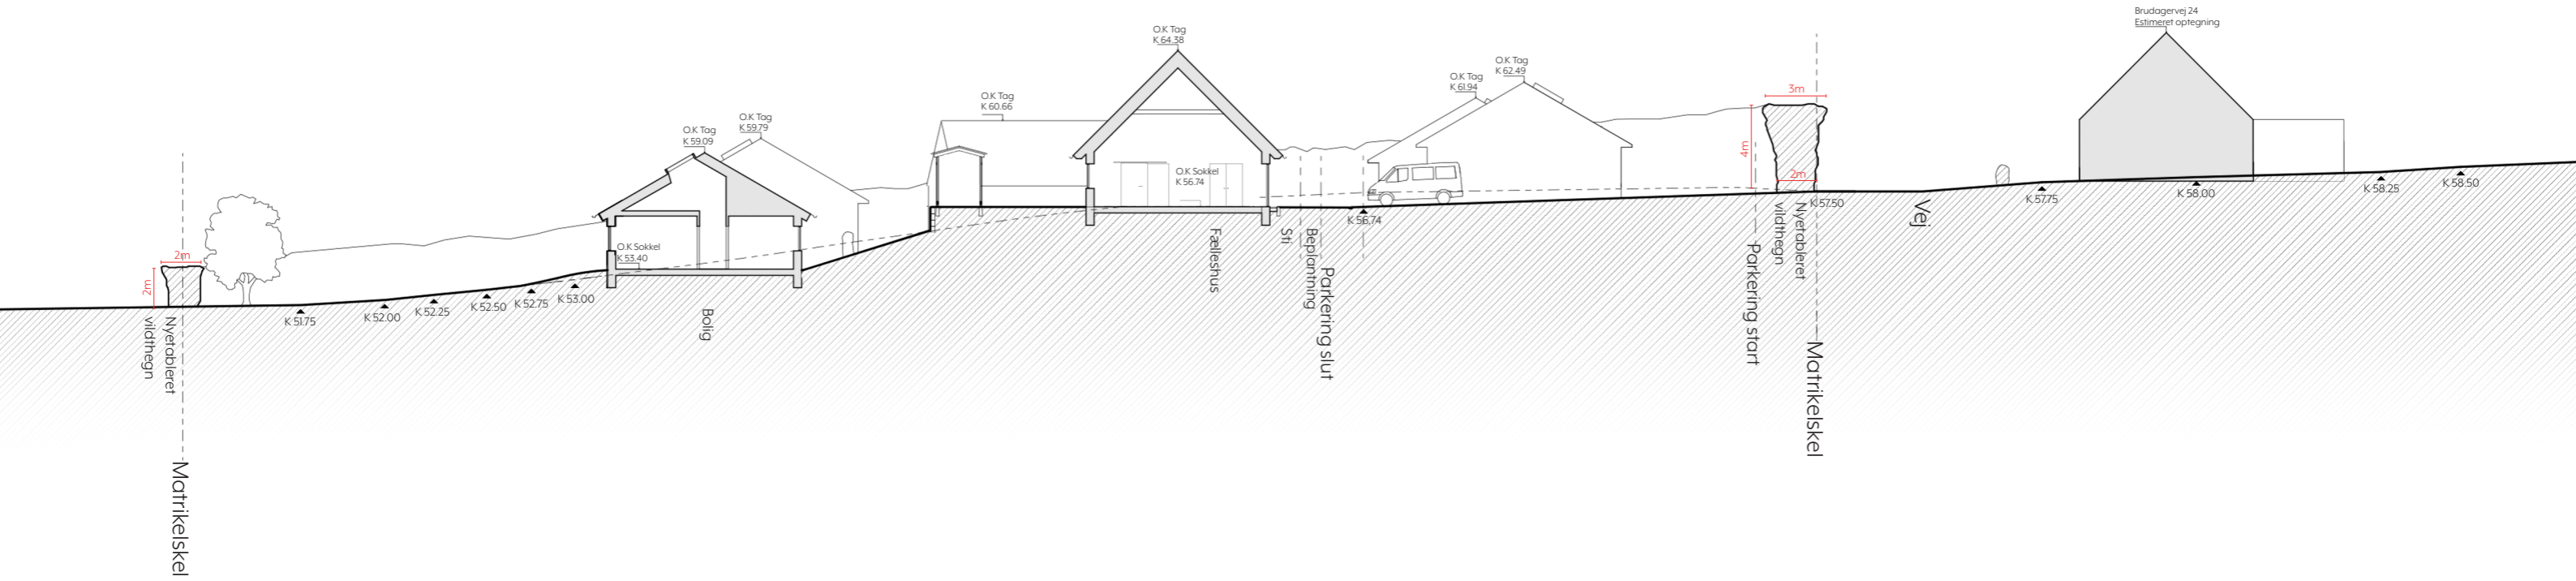 Brudagervej 24
Estimeret optegning
O.K Tag
K 64.38
O.K Tag
K 62.49
O.K Tag
K 61.94
3m
O.K Tag
K 60.66
O.K Tag
K 59.79
O.K Tag
K 59.09
4m
O.K Sokkel
K 56.74
2m
K 57.50
K 57.75
K 58.00
K 58.25
K 58.50
K 56.74
O.K Sokkel
K 53.40
2m
2m
K 51.75
K 52.00
K 52.25
K 52.50
K 52.75
K 53.00
Nyetableret
vildthegn
Matrikelskel
Bolig
Fælleshus
Sti
Beplantning
Parkering slut
Parkering start
Nyetableret
vildthegn
Matrikelskel
Vej